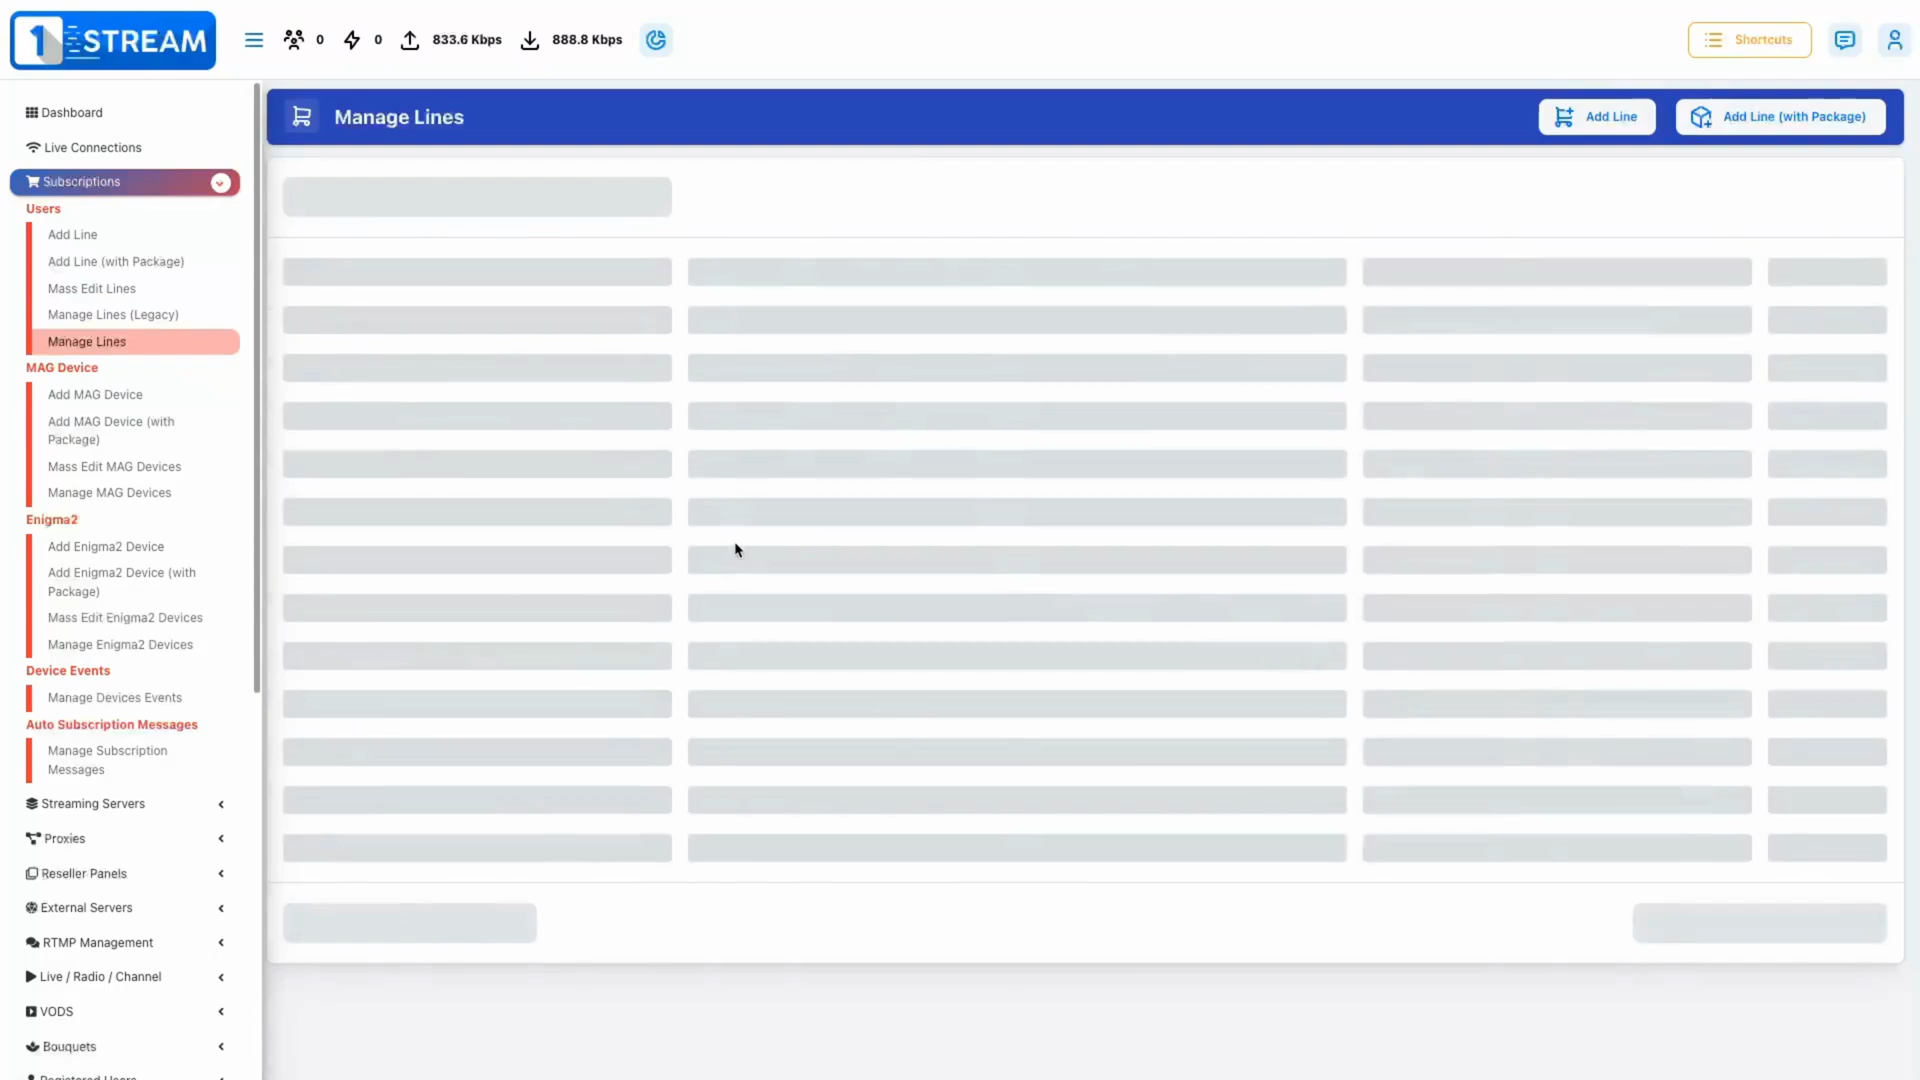 1 STREAM
0
0
833.6 Kbps
888.8 Kbps
Shortcuts
Dashboard
Live Connections
Subscriptions
Users
Add Line
Add Line (with Package)
Mass Edit Lines
Manage Lines (Legacy)
Manage Lines
MAG Device
Add MAG Device
Add MAG Device (with
Package)
Mass Edit MAG Devices
Manage MAG Devices
Enigma2
Add Enigma2 Device
Add Enigma2 Device (with
Package)
Mass Edit Enigma2 Devices
Manage Enigma2 Devices
Device Events
Manage Devices Events
Auto Subscription Messages
Manage Subscription
Messages
Streaming Servers
Proxies
Reseller Panels
External Servers
RTMP Management
Live / Radio / Channel
VODS
Bouquets
Registered Users
Manage Lines
Add Line
Add Line (with Package)